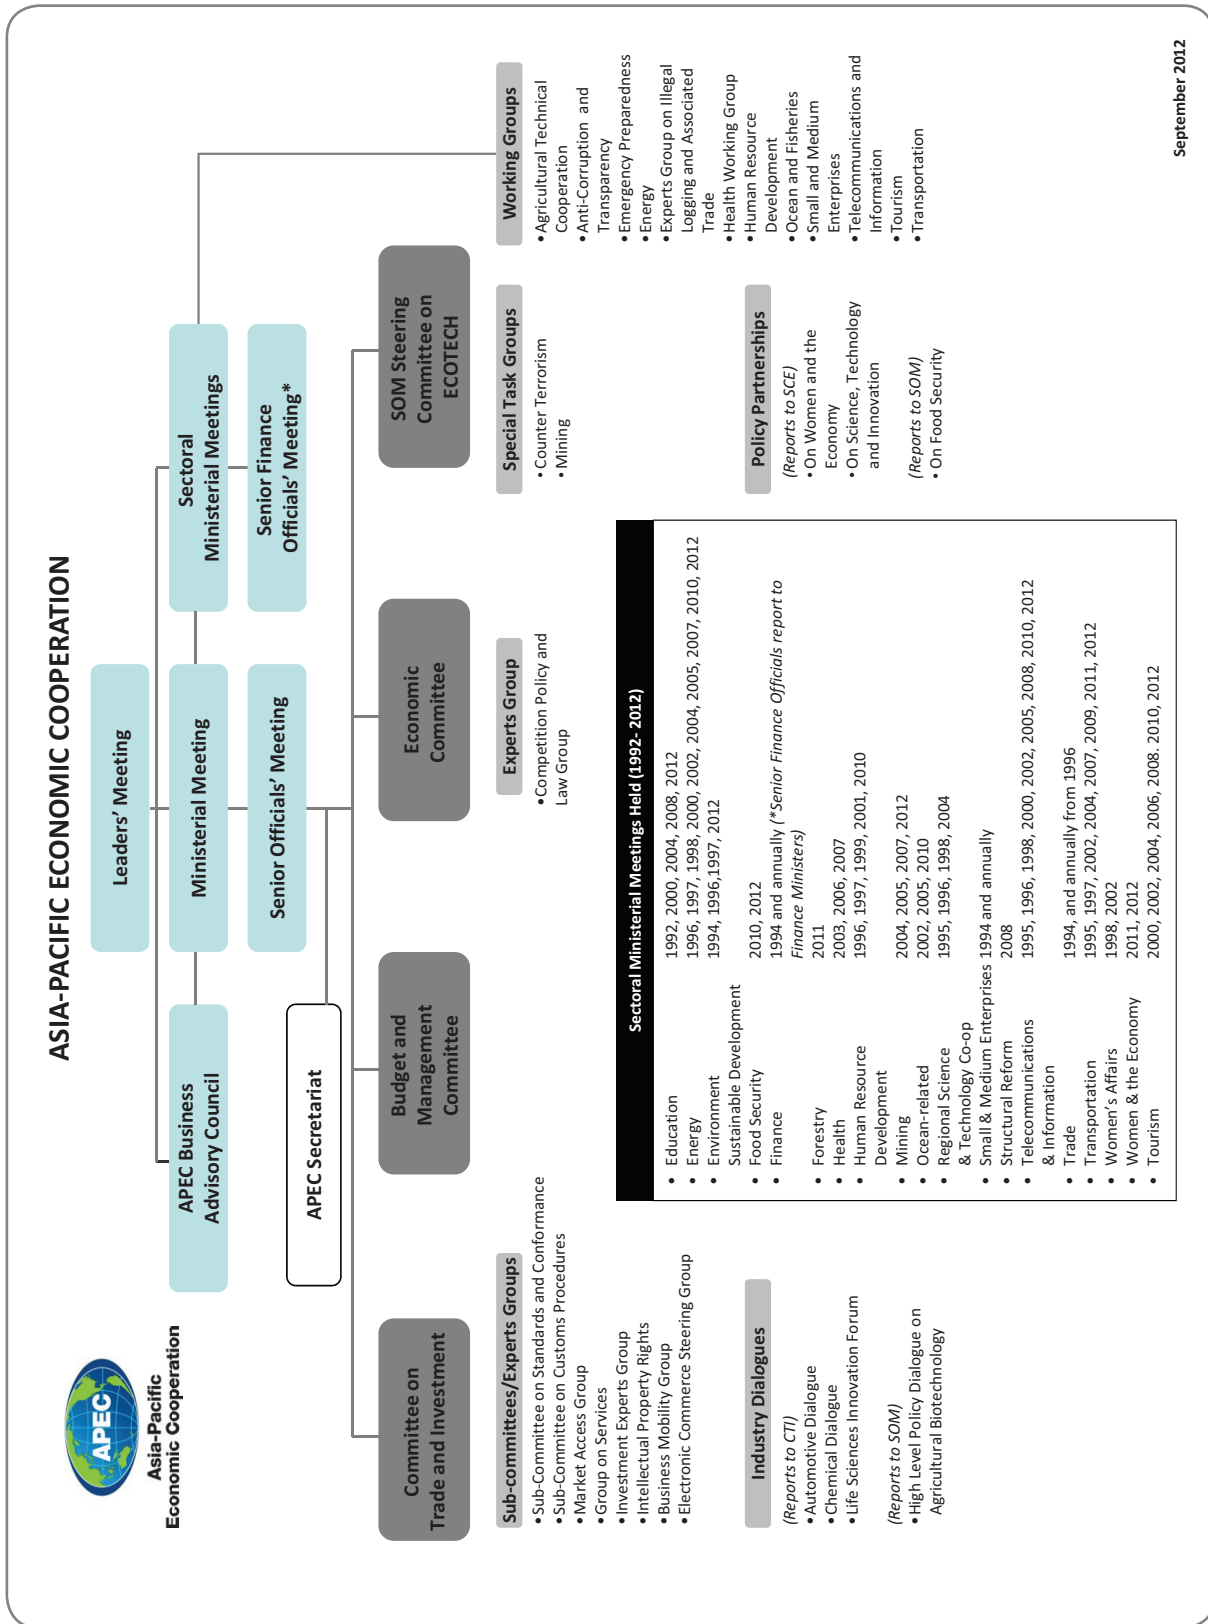 ASIA-PACIFIC ECONOMIC COOPERATION
APEC
Asia-Pacific
Economic Cooperation
Leaders’ Meeting
APEC Business
Advisory Council
Ministerial Meeting
Sectoral
Ministerial Meetings
Senior Officials’ Meeting
Senior Finance
Officials’ Meeting*
APEC Secretariat
Committee on
Trade and Investment
Budget and
Management
Committee
Economic
Committee
SOM Steering
Committee on
ECOTECH
Sub-committees/Experts Groups
• Sub-Committee on Standards and Conformance
• Sub-Committee on Customs Procedures
• Market Access Group
• Group on Services
• Investment Experts Group
• Intellectual Property Rights
• Business Mobility Group
• Electronic Commerce Steering Group
Experts Group
•Competition Policy and
Law Group
Special Task Groups
• Counter Terrorism
• Mining
Working Groups
• Agricultural Technical
Cooperation
• Anti-Corruption and
Transparency
• Emergency Preparedness
• Energy
• Experts Group on Illegal
Logging and Associated
Trade
• Health Working Group
• Human Resource
Development
• Ocean and Fisheries
• Small and Medium
Enterprises
• Telecommunications and
Information
• Tourism
• Transportation
Industry Dialogues
(Reports to CTI)
• Automotive Dialogue
• Chemical Dialogue
• Life Sciences Innovation Forum
(Reports to SOM)
• High Level Policy Dialogue on
Agricultural Biotechnology
Sectoral Ministerial Meetings Held (1992- 2012)
• Education 1992, 2000, 2004, 2008, 2012
• Energy 1996, 1997, 1998, 2000, 2002, 2004, 2005, 2007, 2010, 2012
• Environment 1994, 1996,1997, 2012
Sustainable Development
• Food Security 2010, 2012
• Finance 1994 and annually (*Senior Finance Officials report to
Finance Ministers)
• Forestry 2011
• Health 2003, 2006, 2007
• Human Resource 1996, 1997, 1999, 2001, 2010
Development
• Mining 2004, 2005, 2007, 2012
• Ocean-related 2002, 2005, 2010
• Regional Science 1995, 1996, 1998, 2004
& Technology Co-op
• Small & Medium Enterprises 1994 and annually
• Structural Reform 2008
• Telecommunications 1995, 1996, 1998, 2000, 2002, 2005, 2008, 2010, 2012
& Information
• Trade 1994, and annually from 1996
• Transportation 1995, 1997, 2002, 2004, 2007, 2009, 2011, 2012
• Women’s Affairs 1998, 2002
• Women & the Economy 2011, 2012
• Tourism 2000, 2002, 2004, 2006, 2008. 2010, 2012
Policy Partnerships
(Reports to SCE)
• On Women and the
Economy
• On Science, Technology
and Innovation
(Reports to SOM)
• On Food Security
September 2012